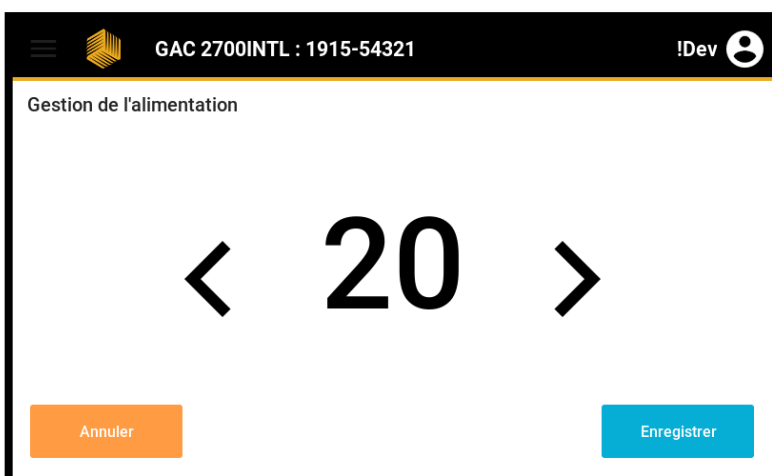 GAC 2700INTL : 1915-54321
!Dev
Gestion de l'alimentation
20
Annuler
Enregistrer